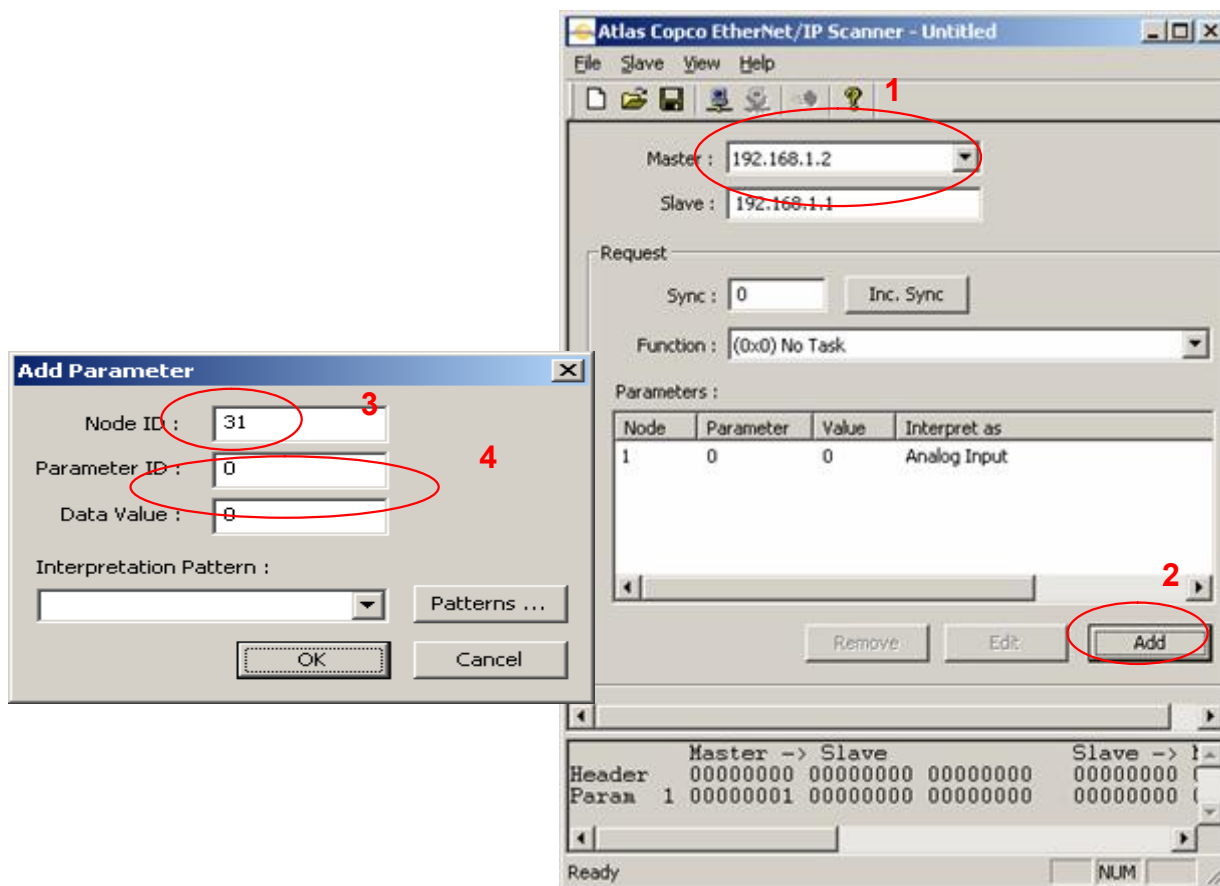 Atlas Copco EtherNet/IP Scanner - Untitled
File Slave View Help
1
Master : 192.168.1.2
Slave : 192.168.1.1
Request
Sync : 0 Inc. Sync
Function : (0x0) No Task
Parameters :
Node Parameter Value Interpret as
1 0 0 Analog Input
2
Remove Edit Add
Master -> Slave Slave ->
Header 00000000 00000000 00000000 00000000
Param 1 00000001 00000000 00000000 00000000
Ready NUM
Add Parameter
Node ID : 31
3
Parameter ID : 0
4
Data Value : 0
Interpretation Pattern :
Patterns ...
OK Cancel